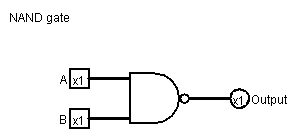 NAND gate
A x1
B x1
x1 Output